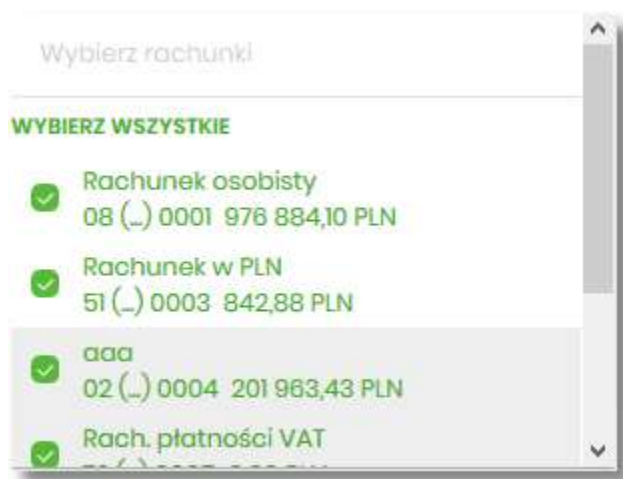 Wybierz rachunki
WYBIERZ WSZYSTKIE
Rachunek osobisty
08 (...) 0001 976 884,10 PLN
Rachunek w PLN
51 (...) 0003 842,88 PLN
aaa
02 (...) 0004 201 963,43 PLN
Rach. płatności VAT